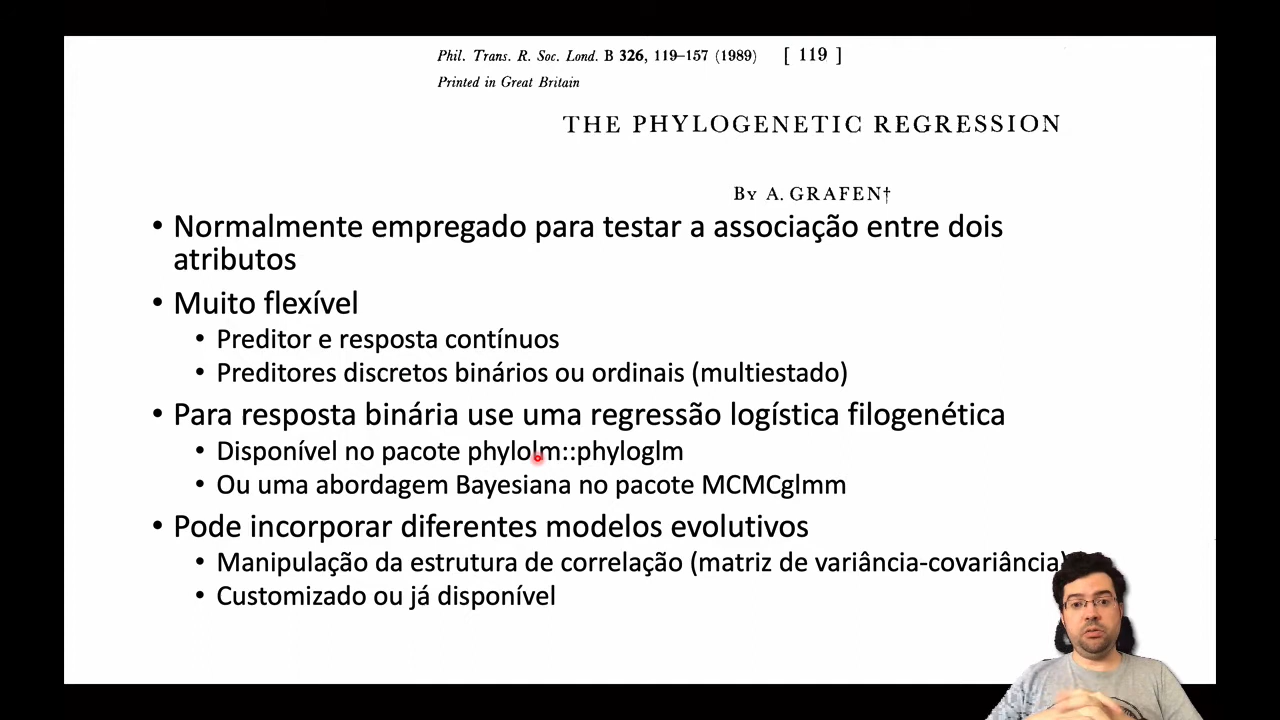 Phil. Trans. R. Soc. Lond. B 326, 119–157 (1989) [ 119 ]
Printed in Great Britain
THE PHYLOGENETIC REGRESSION
By A. GRAFEN†
• Normalmente empregado para testar a associação entre dois
atributos
• Muito flexível
• Preditor e resposta contínuos
• Preditores discretos binários ou ordinais (multiestado)
• Para resposta binária use uma regressão logística filogenética
• Disponível no pacote phylolm::phyloglm
• Ou uma abordagem Bayesiana no pacote MCMCglmm
• Pode incorporar diferentes modelos evolutivos
• Manipulação da estrutura de correlação (matriz de variância-covariância)
• Customizado ou já disponível